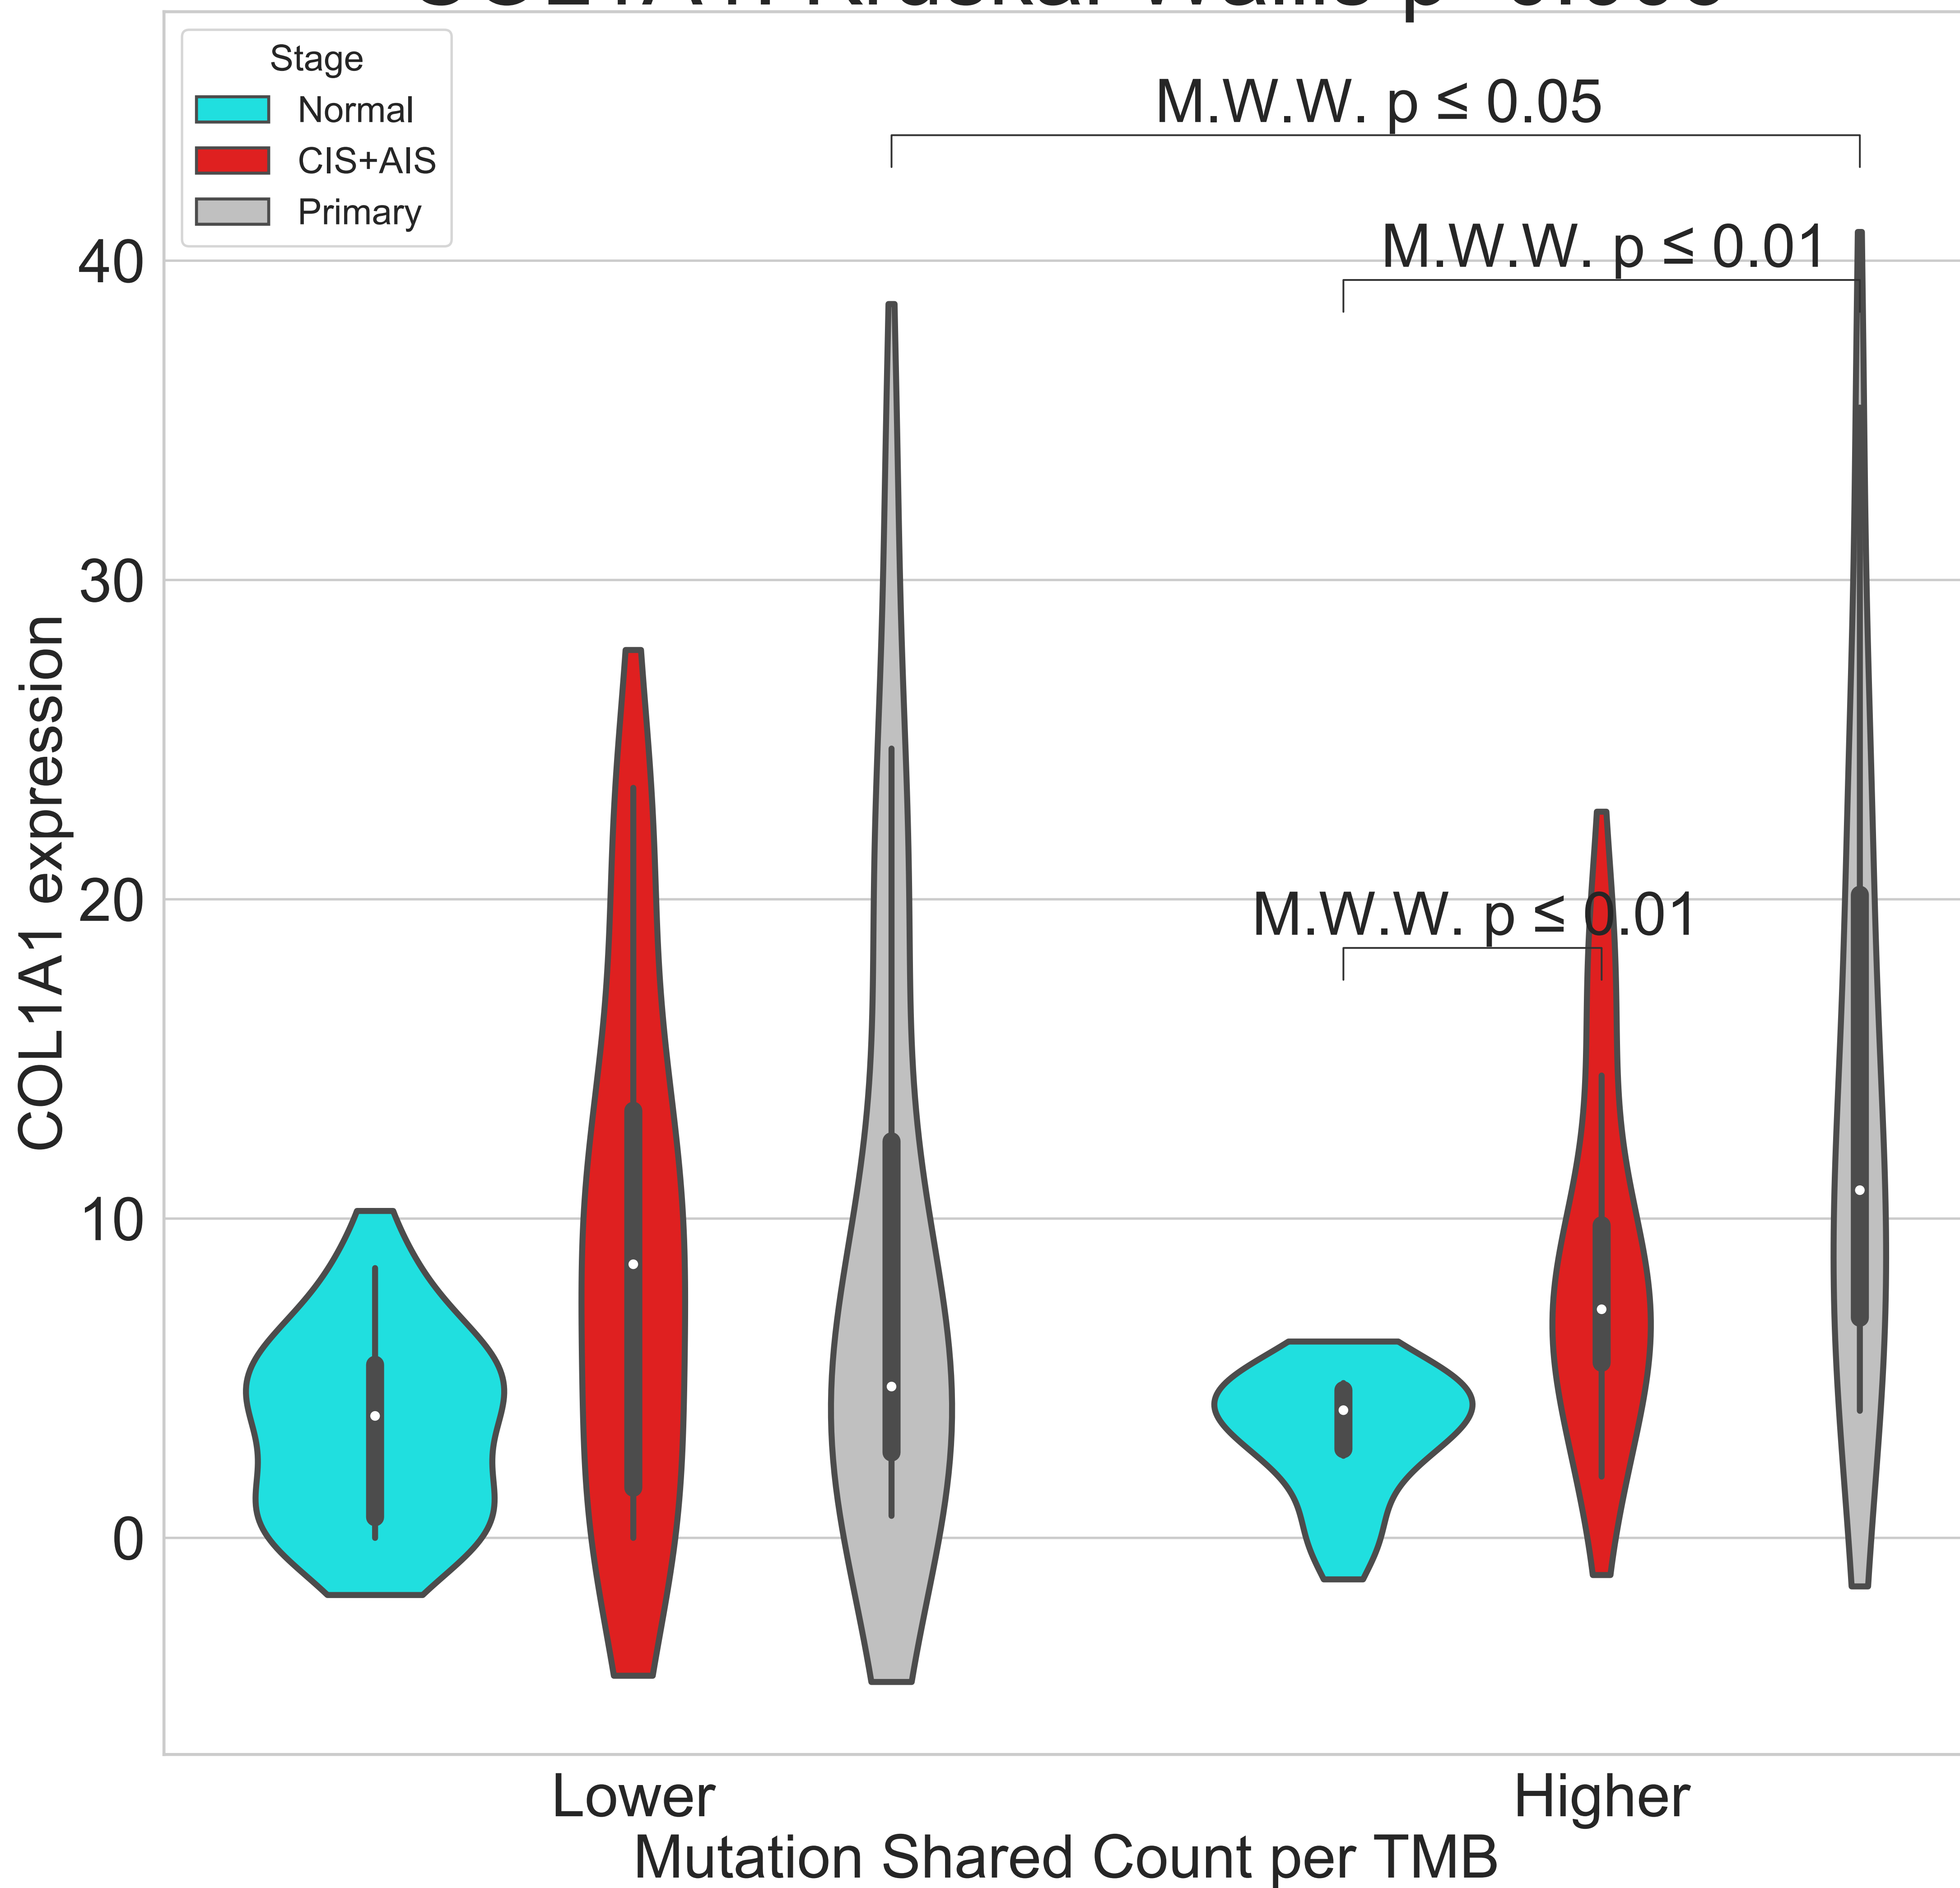 Stage
Normal
CIS+AIS
Primary
M.W.W. p ≤ 0.05
M.W.W. p ≤ 0.01
M.W.W. p ≤ 0.01
40
30
20
10
0
COL1A1 expression
Lower
Higher
Mutation Shared Count per TMB